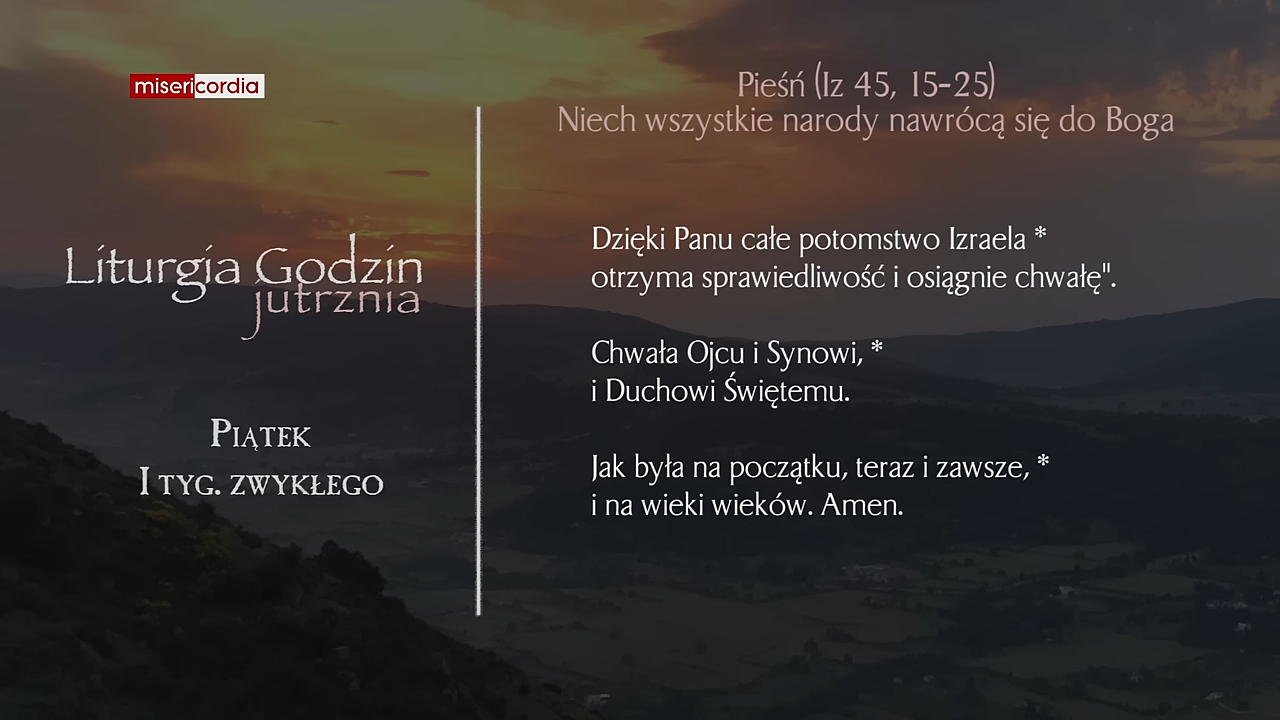 misericordia
Liturgia Godzin
jutrznia
Piątek
I tyg. zwykłego
Pieśń (Iz 45, 15-25)
Niech wszystkie narody nawrócą się do Boga
Dzięki Panu całe potomstwo Izraela *
otrzyma sprawiedliwość i osiągnie chwałę".
Chwała Ojcu i Synowi, *
i Duchowi Świętemu.
Jak była na początku, teraz i zawsze, *
i na wieki wieków. Amen.